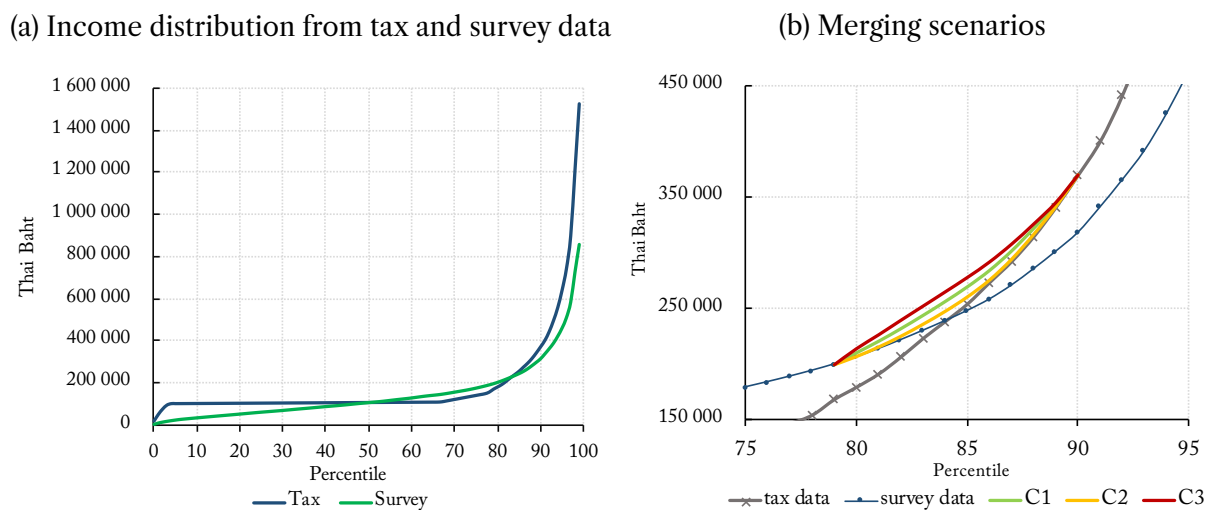 (a) Income distribution from tax and survey data
1 600 000
1 400 000
1 200 000
1 000 000
800 000
600 000
400 000
200 000
0
Thai Baht
0 10 20 30 40 50 60 70 80 90 100
Percentile
Tax Survey
(b) Merging scenarios
450 000
350 000
250 000
150 000
Thai Baht
75 80 85 90 95
Percentile
tax data survey data C1 C2 C3